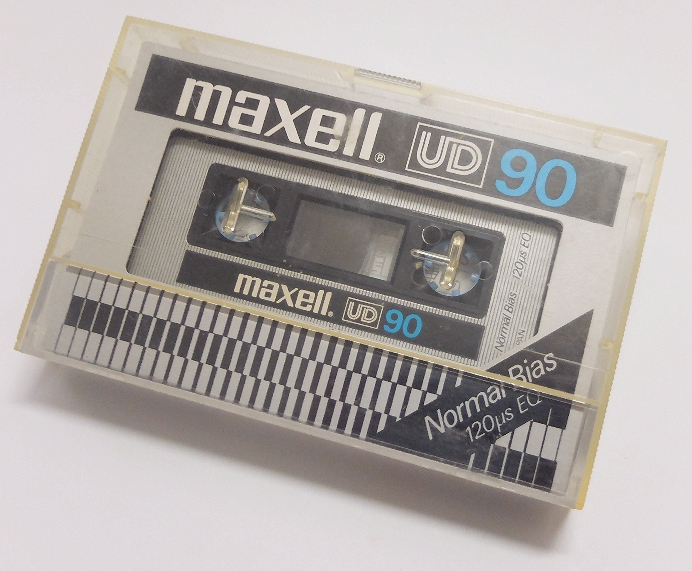 maxell® UD 90
Normal Bias 120µs EQ
maxell® UD 90
Normal Bias
120µs EQ